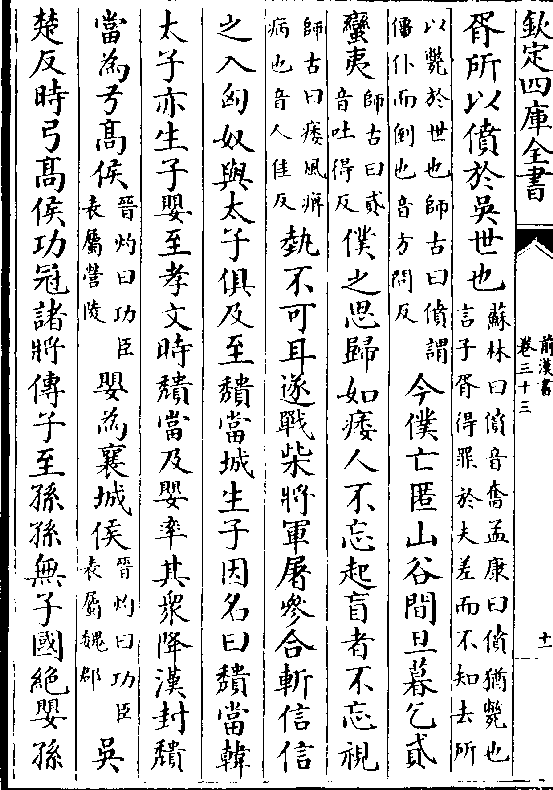 欽定四庫全書
前漢書
卷三十三
十一
胥所以僨於吳世也蘇林曰僨音奮孟康曰僨猶斃也
言子胥得罪於夫差而不知去所
以斃於世也師古曰僨謂
僵仆而倒也音方問反今僕亡匿山谷間旦暮乞貣
蠻夷師古曰貣
音吐得反僕之思歸如痿人不忘起盲者不忘視
師古曰痿風痹
病也音人佳反埶不可耳遂戰柴將軍屠參合斬信信
之入匈奴與太子俱及至穨當城生子因名曰穨當韓
太子亦生子嬰至孝文時穨當及嬰率其衆降漢封穨
當為弓高侯晉灼曰功臣
表屬營陵嬰為襄城侯晉灼曰功臣
表屬魏郡吳
楚反時弓高侯功冠諸將傳子至孫孫無子國絶嬰孫